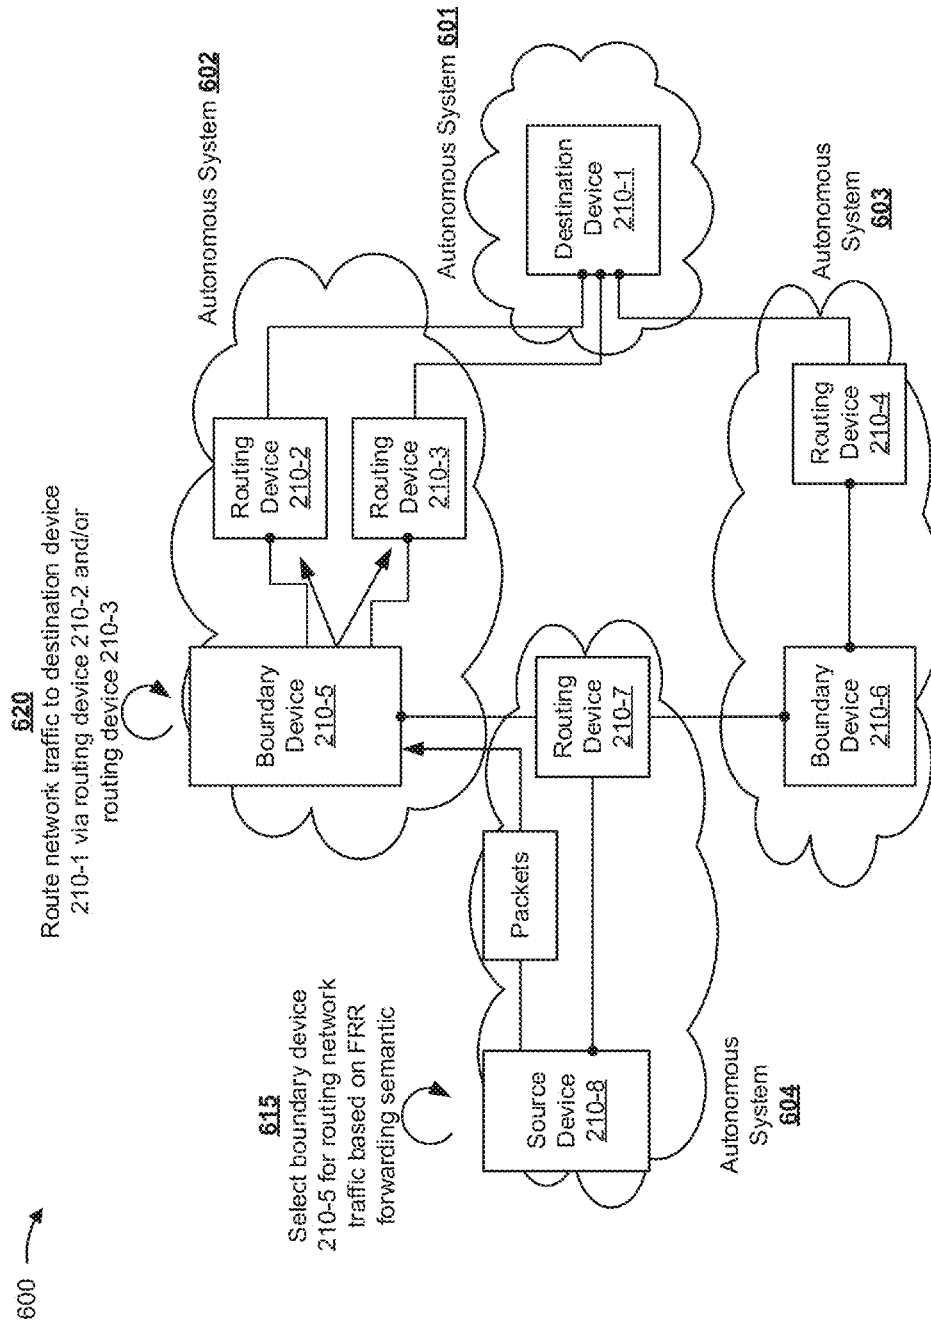 600
615
Select boundary device
210-5 for routing network
traffic based on FRR
forwarding semantic
620
Route network traffic to destination device
210-1 via routing device 210-2 and/or
routing device 210-3
Autonomous System 602
Boundary
Device
210-5
Routing
Device
210-2
Routing
Device
210-3
Autonomous System 601
Destination
Device
210-1
Packets
Source
Device
210-8
Routing
Device
210-7
Autonomous
System
604
Boundary
Device
210-6
Routing
Device
210-4
Autonomous
System
603